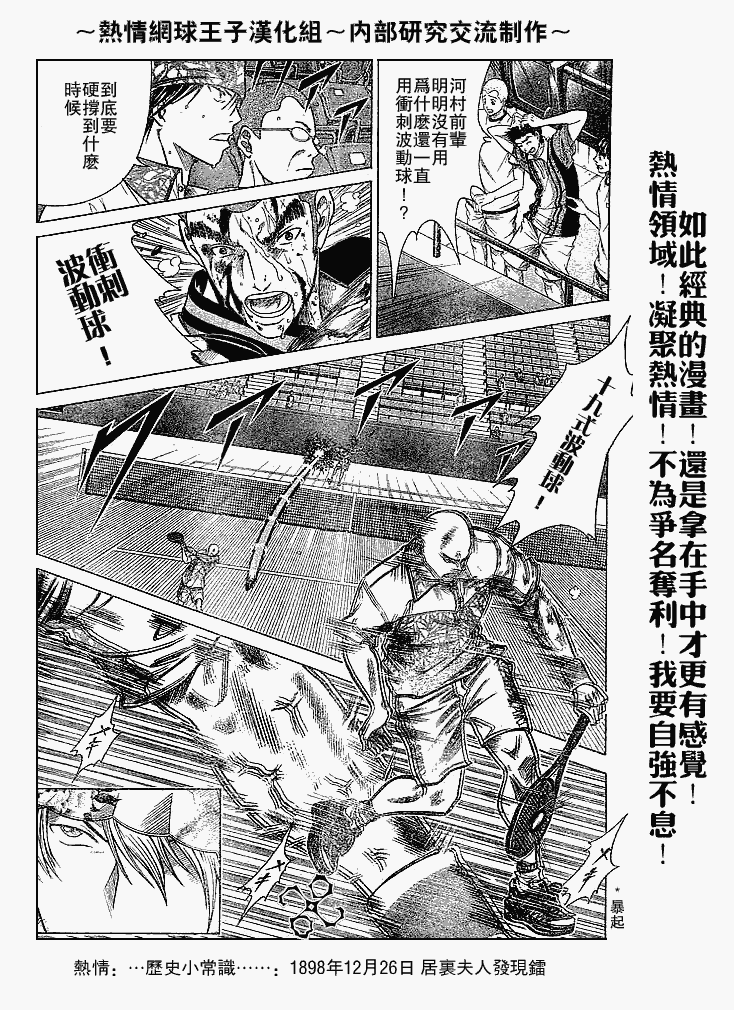 ～熱情網球王子漢化組～内部研究交流制作～
河村前輩
明明沒有用
爲什麽還一直
用衝刺波動球！？
到底要
硬撐到什麽
時候
衝刺
波動球！
十九式波動球！
如此經典的漫畫！還是拿在手中才更有感覺！
熱情領域！凝聚熱情！不為爭名奪利！我要自強不息！
*暴起
熱情：…歷史小常識……：1898年12月26日 居裏夫人發現鐳